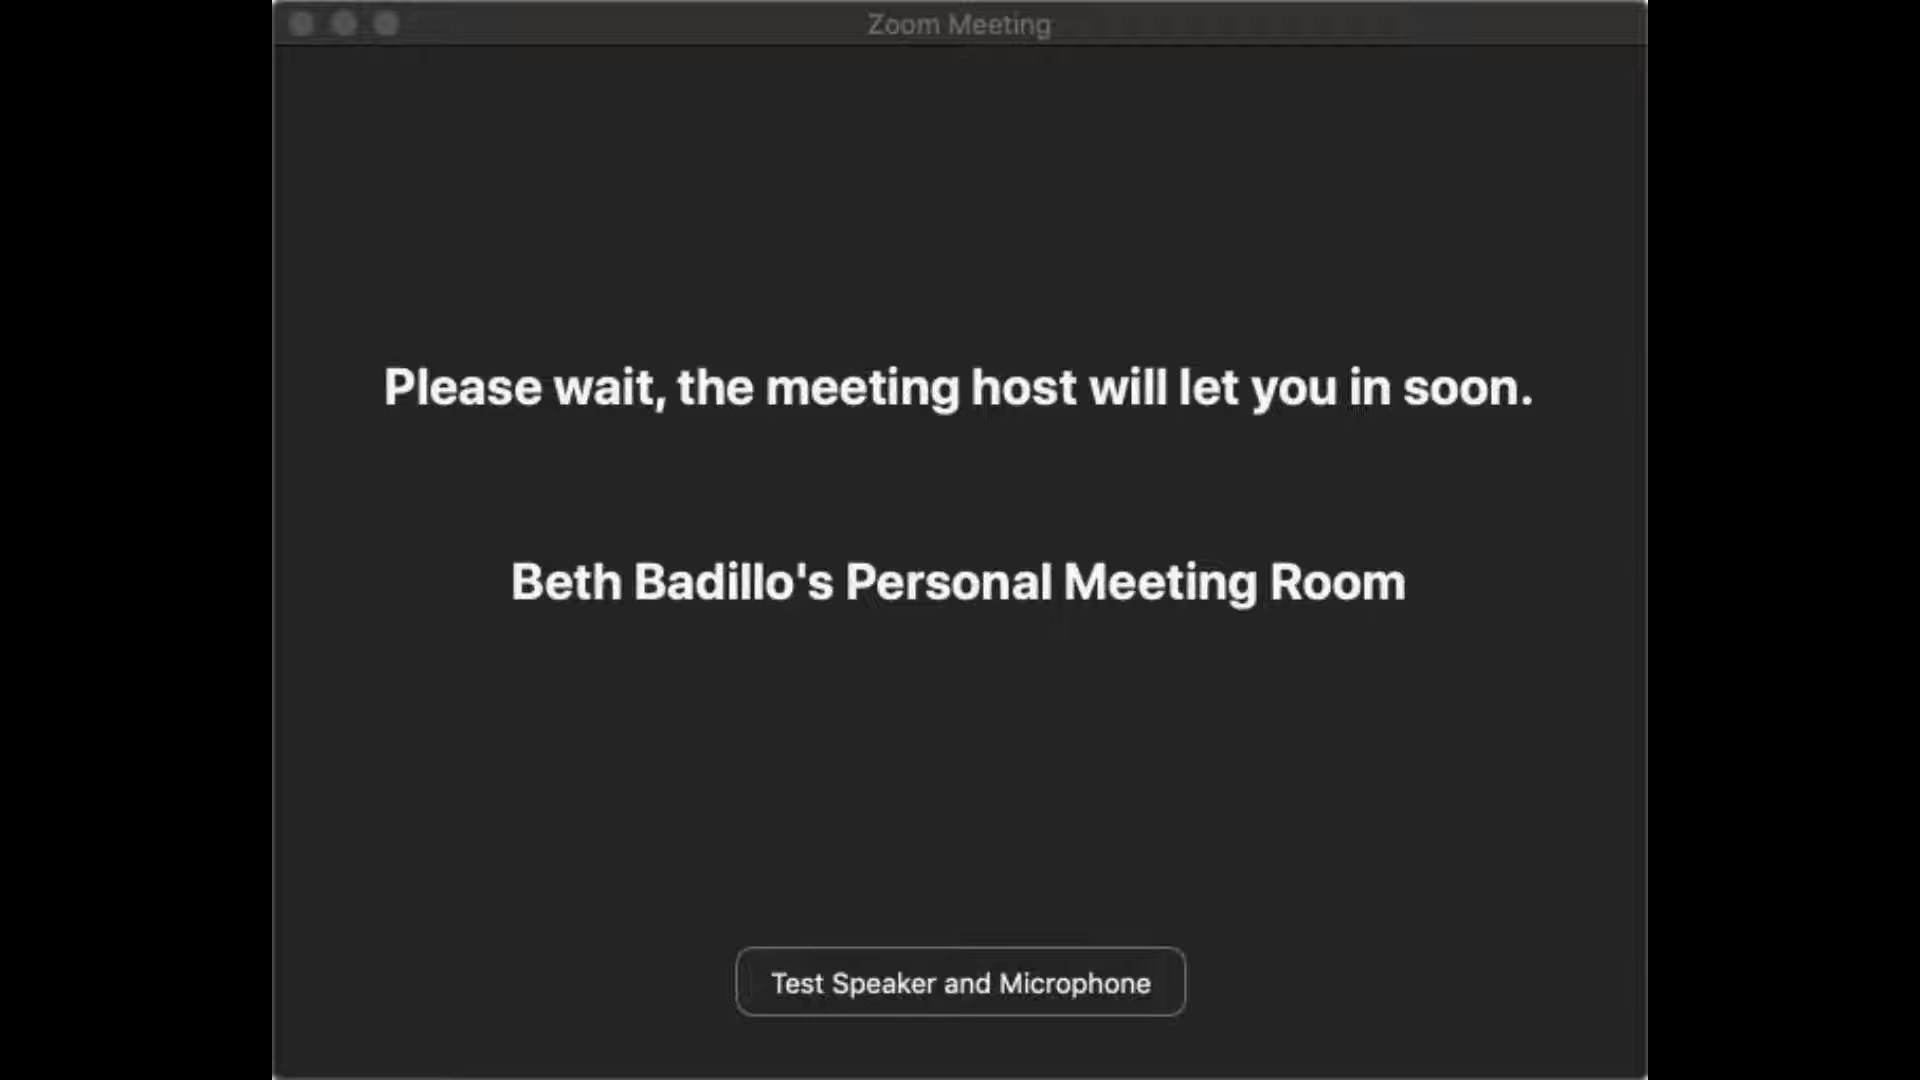 Zoom Meeting
Please wait, the meeting host will let you in soon.
Beth Badillo's Personal Meeting Room
Test Speaker and Microphone